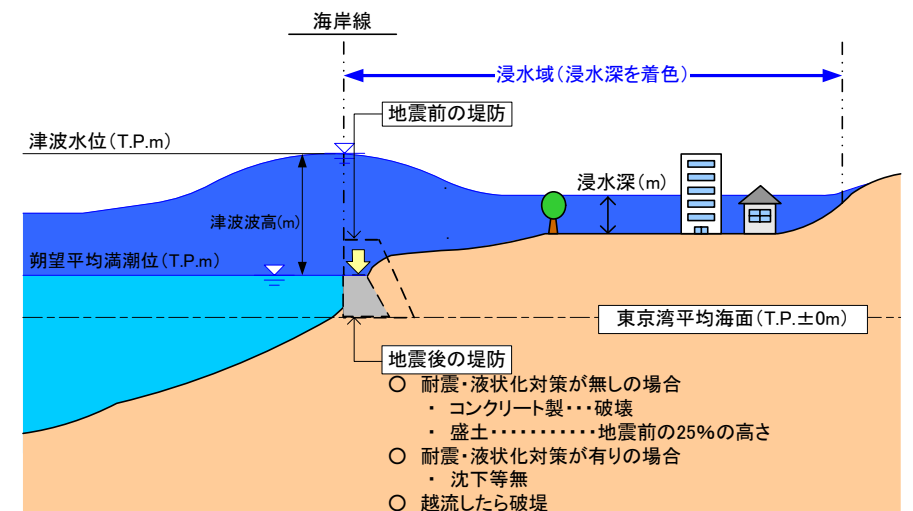 海岸線
浸水域(浸水深を着色)
地震前の堤防
津波水位(T.P.m)
浸水深(m)
津波波高(m)
朔望平均満潮位(T.P.m)
東京湾平均海面(T.P.±0m)
地震後の堤防
○ 耐震・液状化対策が無しの場合
・ コンクリート製・・・破壊
・ 盛土・・・・・・・・・・・地震前の25%の高さ
○ 耐震・液状化対策が有りの場合
・ 沈下等無
○ 越流したら破堤